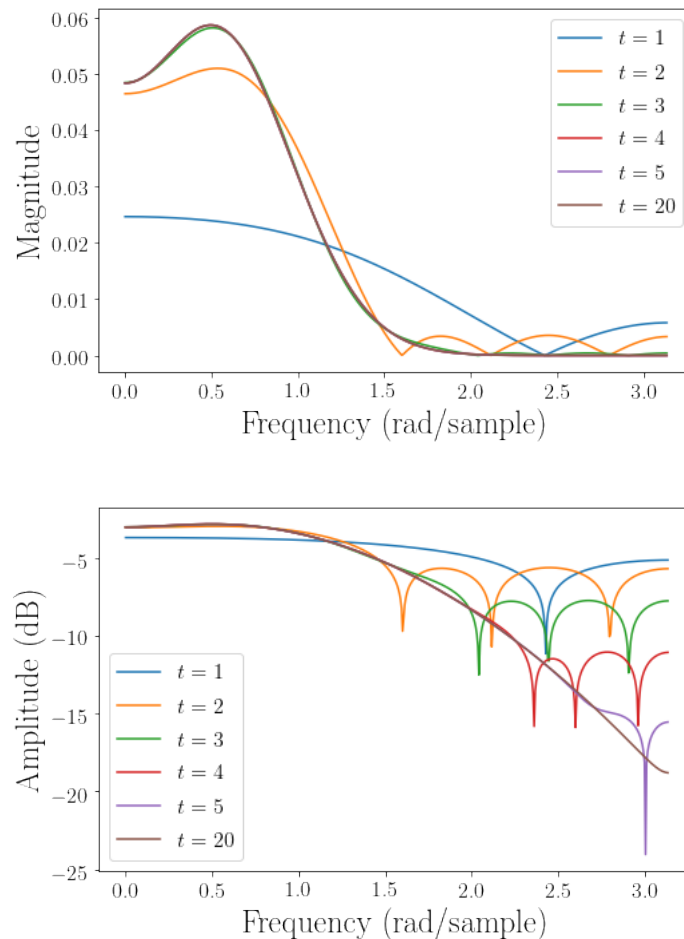 0.06
0.05
0.04
0.03
0.02
0.01
0.00
Magnitude
t = 1
t = 2
t = 3
t = 4
t = 5
t = 20
0.0 0.5 1.0 1.5 2.0 2.5 3.0
Frequency (rad/sample)
−5
−10
−15
−20
−25
Amplitude (dB)
t = 1
t = 2
t = 3
t = 4
t = 5
t = 20
0.0 0.5 1.0 1.5 2.0 2.5 3.0
Frequency (rad/sample)